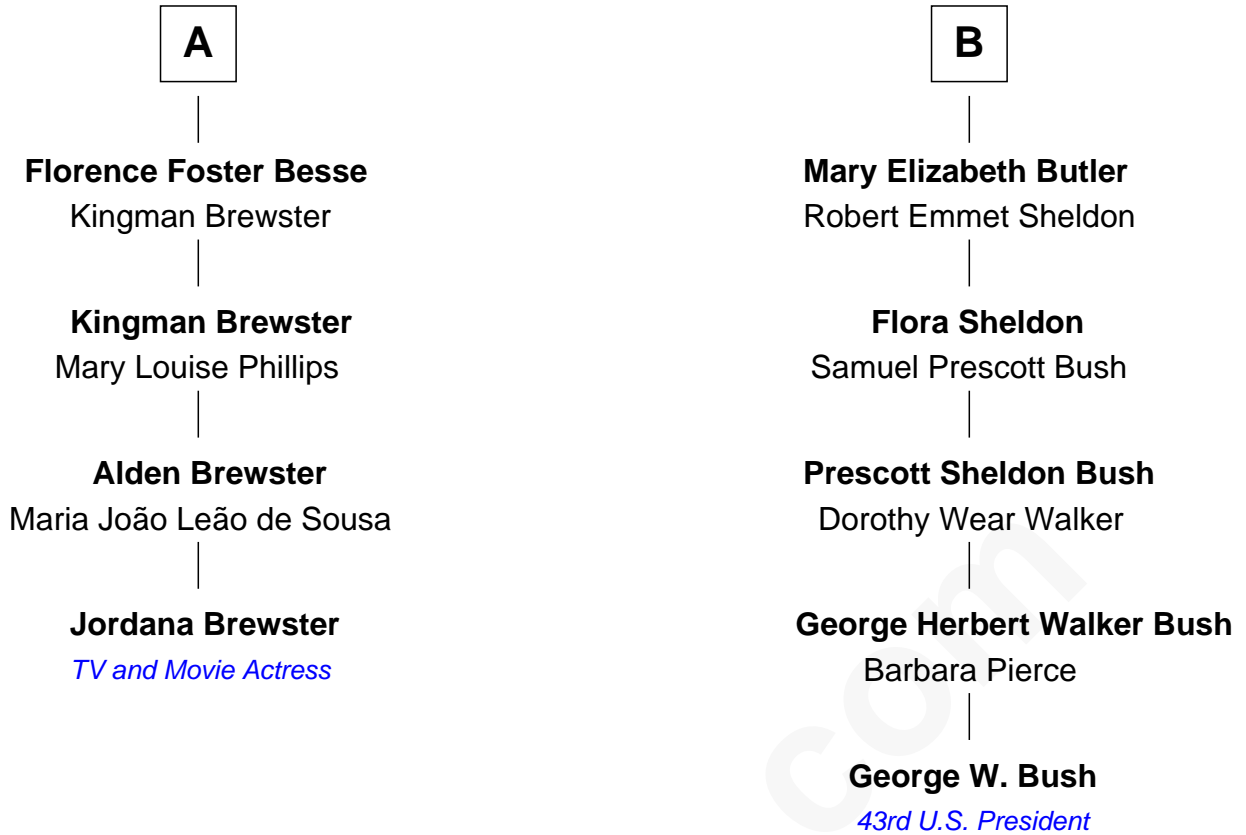 A
Florence Foster Besse
Kingman Brewster
Kingman Brewster
Mary Louise Phillips
Alden Brewster
Maria João Leão de Sousa
Jordana Brewster
TV and Movie Actress
B
Mary Elizabeth Butler
Robert Emmet Sheldon
Flora Sheldon
Samuel Prescott Bush
Prescott Sheldon Bush
Dorothy Wear Walker
George Herbert Walker Bush
Barbara Pierce
George W. Bush
43rd U.S. President
com